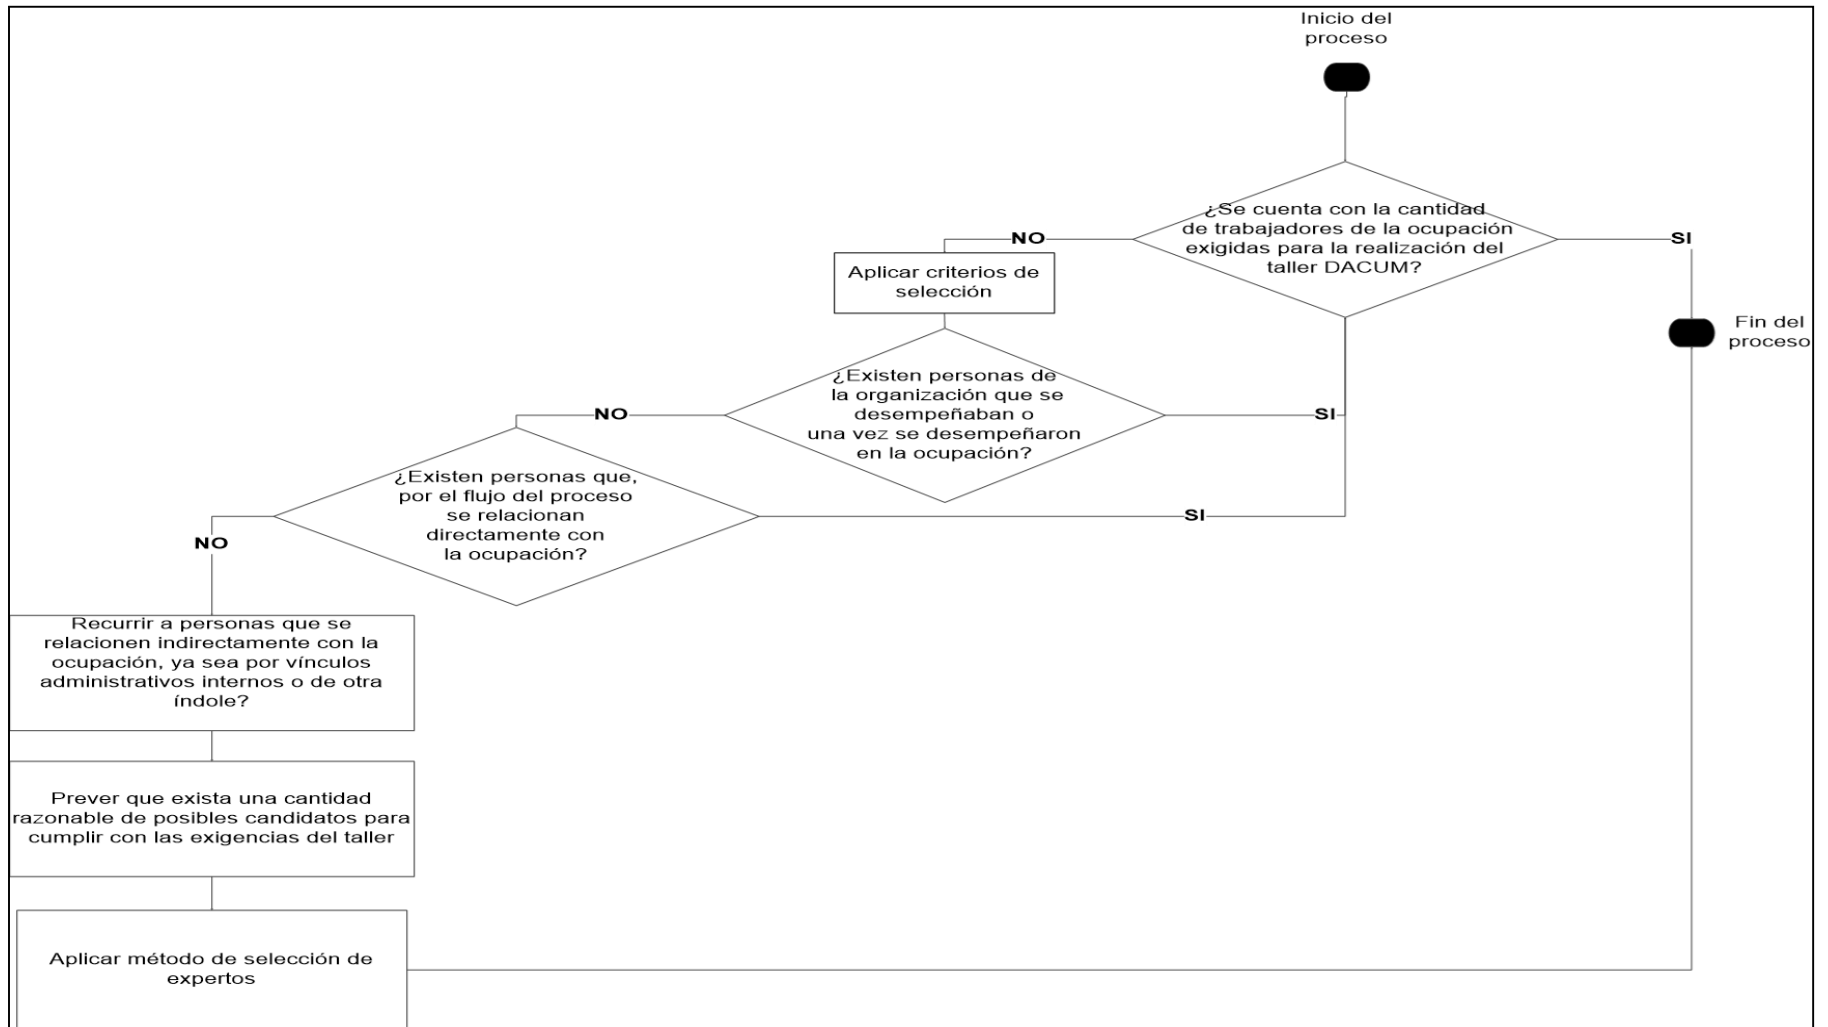 Inicio del
proceso
¿Se cuenta con la cantidad
de trabajadores de la ocupación
exigidas para la realización del
taller DACUM?
NO
SI
Aplicar criterios de
selección
Fin del
proceso
¿Existen personas de
la organización que se
desempeñaban o
una vez se desempeñaron
en la ocupación?
NO
SI
¿Existen personas que,
por el flujo del proceso
se relacionan
directamente con
la ocupación?
NO
SI
Recurrir a personas que se
relacionen indirectamente con la
ocupación, ya sea por vínculos
administrativos internos o de otra
índole?
Prever que exista una cantidad
razonable de posibles candidatos para
cumplir con las exigencias del taller
Aplicar método de selección de
expertos